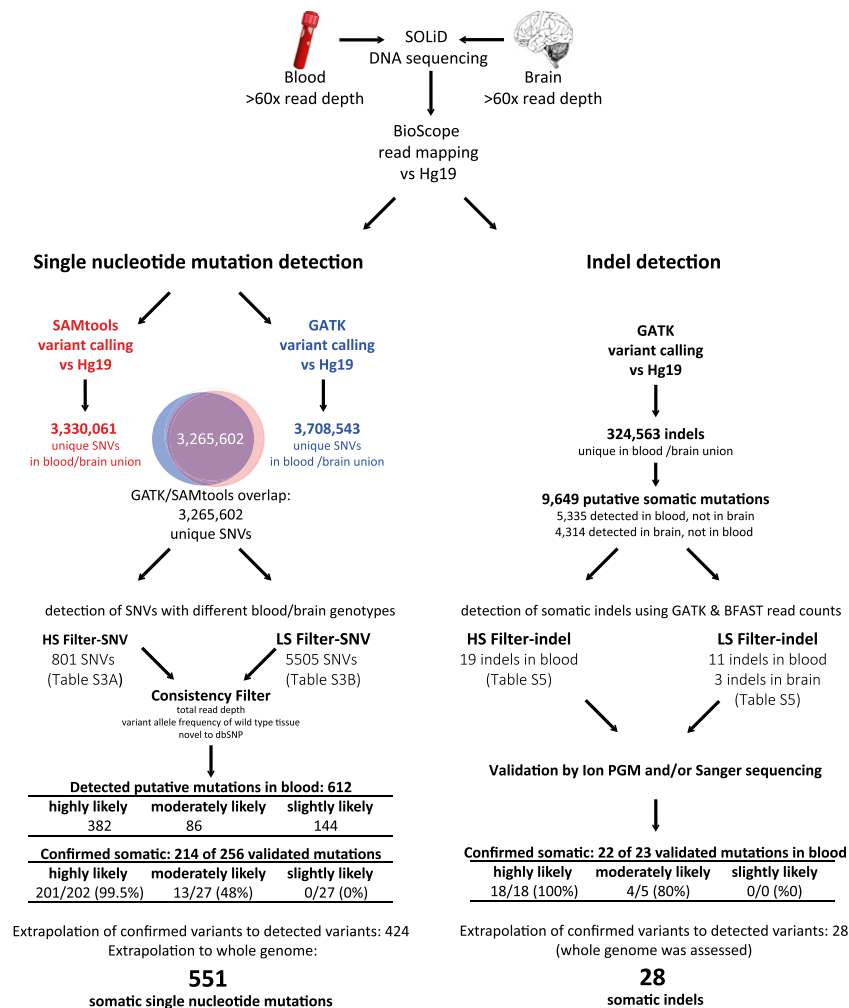 SOLiD
DNA sequencing
Blood
>60x read depth
Brain
>60x read depth
BioScope
read mapping
vs Hg19
Single nucleotide mutation detection
SAMtools
variant calling
vs Hg19
GATK
variant calling
vs Hg19
3,330,061
unique SNVs
in blood/brain union
3,265,602
3,708,543
unique SNVs
in blood /brain union
GATK/SAMtools overlap:
3,265,602
unique SNVs
detection of SNVs with different blood/brain genotypes
HS Filter-SNV
801 SNVs
(Table S3A)
LS Filter-SNV
5505 SNVs
(Table S3B)
Consistency Filter
total read depth
variant allele frequency of wild type tissue
novel to dbSNP
Detected putative mutations in blood: 612
highly likely moderately likely slightly likely
382 86 144
Confirmed somatic: 214 of 256 validated mutations
highly likely moderately likely slightly likely
201/202 (99.5%) 13/27 (48%) 0/27 (0%)
Extrapolation of confirmed variants to detected variants: 424
Extrapolation to whole genome:
551
somatic single nucleotide mutations
Indel detection
GATK
variant calling
vs Hg19
324,563 indels
unique in blood /brain union
9,649 putative somatic mutations
5,335 detected in blood, not in brain
4,314 detected in brain, not in blood
detection of somatic indels using GATK & BFAST read counts
HS Filter-indel
19 indels in blood
(Table S5)
LS Filter-indel
11 indels in blood
3 indels in brain
(Table S5)
Validation by Ion PGM and/or Sanger sequencing
Confirmed somatic: 22 of 23 validated mutations in blood
highly likely moderately likely slightly likely
18/18 (100%) 4/5 (80%) 0/0 (%0)
Extrapolation of confirmed variants to detected variants: 28
(whole genome was assessed)
28
somatic indels